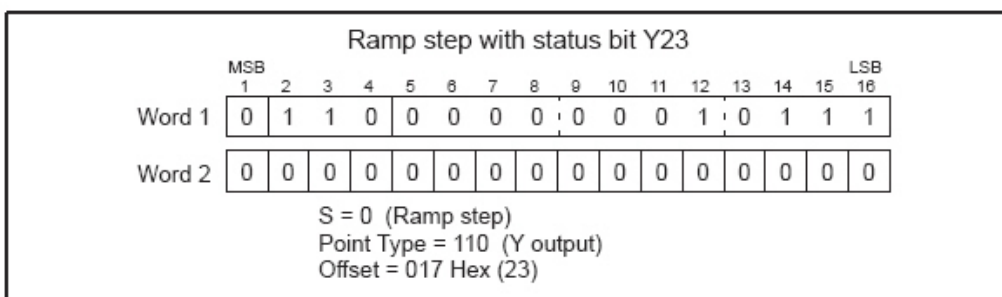 Ramp step with status bit Y23
MSB LSB
1 2 3 4 5 6 7 8 9 10 11 12 13 14 15 16
Word 1 0 1 1 0 0 0 0 0 0 0 0 1 0 1 1 1
Word 2 0 0 0 0 0 0 0 0 0 0 0 0 0 0 0 0
S = 0 (Ramp step)
Point Type = 110 (Y output)
Offset = 017 Hex (23)